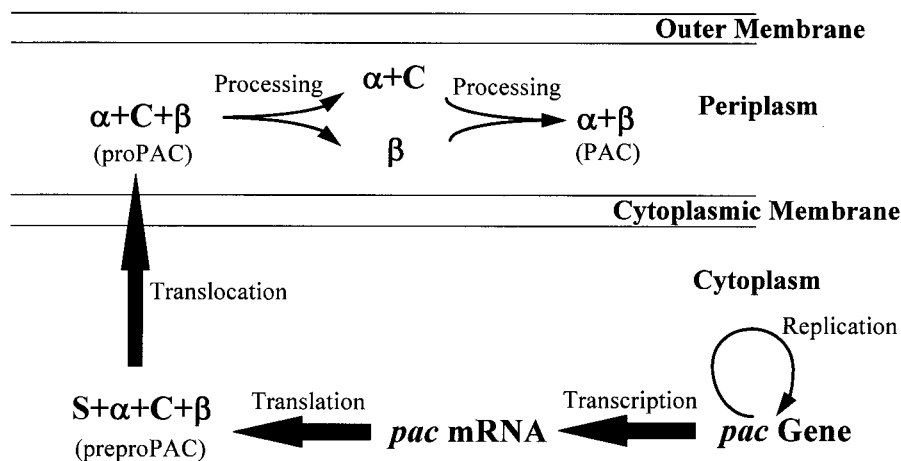 Outer Membrane
Processing
α+C
Processing
Periplasm
α+C+β
α+β
(proPAC)
β
(PAC)
Cytoplasmic Membrane
Cytoplasm
Translocation
Replication
S+α+C+β
Translation
Transcription
(preproPAC)
pac mRNA
pac Gene